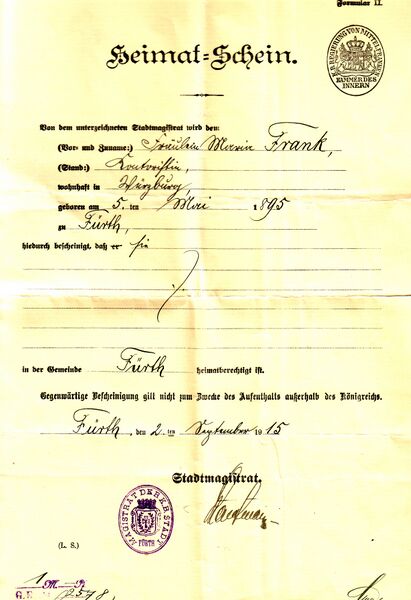 Formular II.
K. B. REGIERUNG VON MITTELFRANKEN
KAMMER DES INNERN
Heimat=Schein.
Von dem unterzeichneten Stadtmagistrat wird den
(Vor- und Zuname:) Fräulein Maria Frank,
(Stand:) Kontoristin,
wohnhaft in Würzburg,
geboren am 5. ten Mai 1895
zu Fürth,
hiedurch bescheinigt, daß er sie
in der Gemeinde Fürth heimatberechtigt ist.
Gegenwärtige Bescheinigung gilt nicht zum Zwecke des Aufenthalts außerhalb des Königreichs.
Fürth, den 2. ten September 1915
Stadtmagistrat.
MAGISTRAT DER K.B. STADT
FÜRTH
(L. S.)
1 M